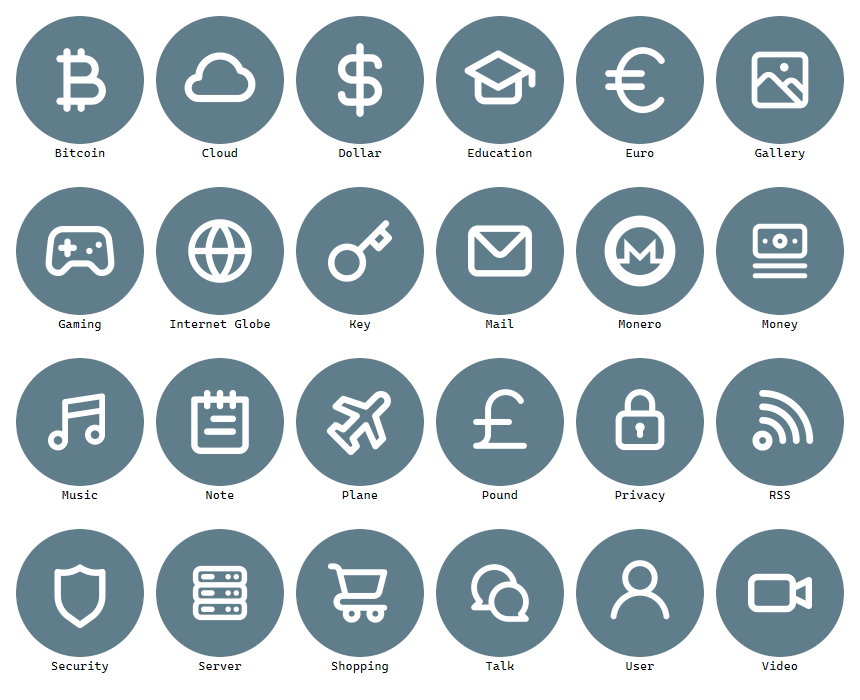 Bitcoin
Cloud
Dollar
Education
Euro
Gallery
Gaming
Internet Globe
Key
Mail
Monero
Money
Music
Note
Plane
Pound
Privacy
RSS
Security
Server
Shopping
Talk
User
Video